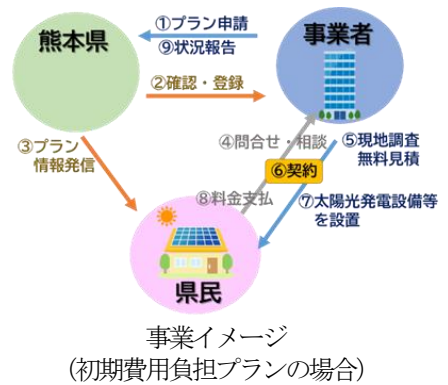 熊本県
事業者
①プラン申請
⑨状況報告
②確認・登録
③プラン
情報発信
④問合せ・相談
⑤現地調査
無料見積
⑥契約
⑧料金支払
⑦太陽光発電設備等
を設置
県民
事業イメージ
(初期費用負担プランの場合)